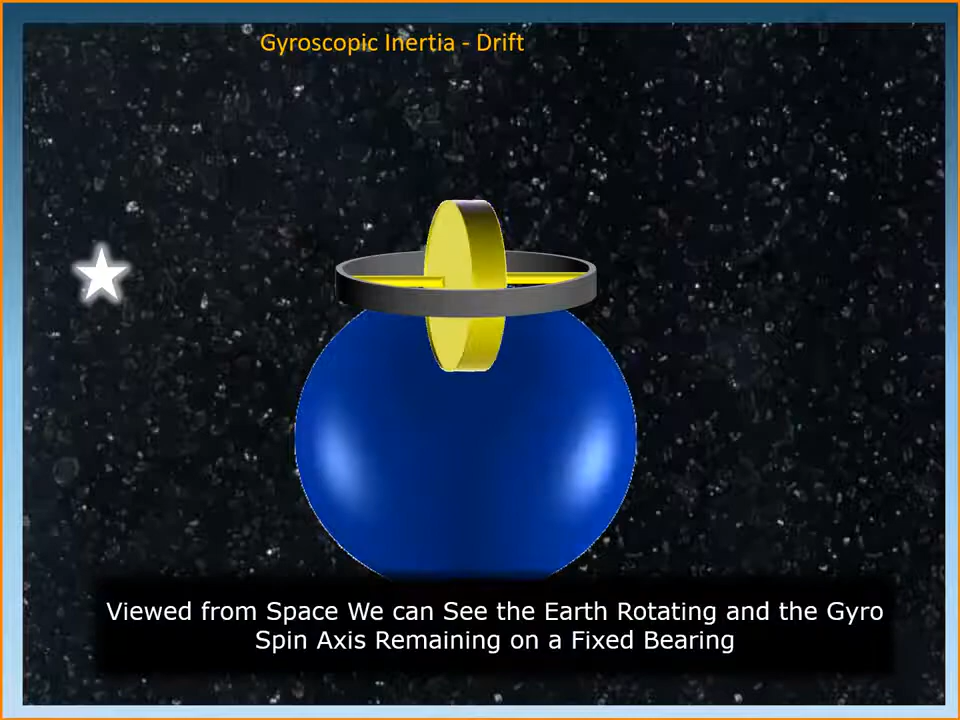 Gyroscopic Inertia - Drift
Viewed from Space We can See the Earth Rotating and the Gyro
Spin Axis Remaining on a Fixed Bearing